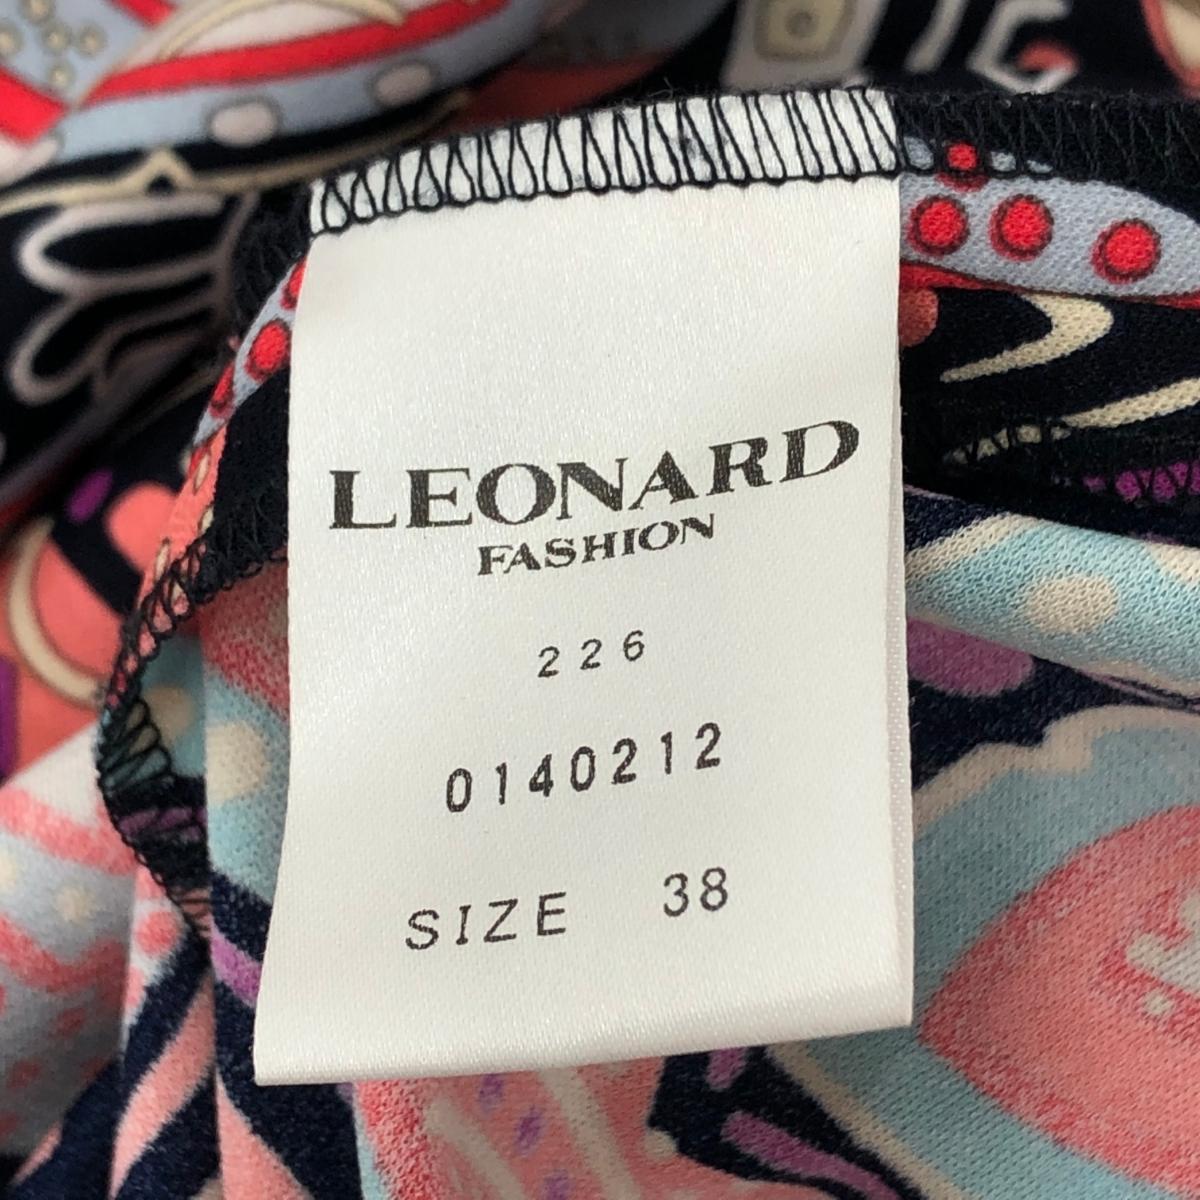 LEONARD
FASHION
226
0140212
SIZE 38